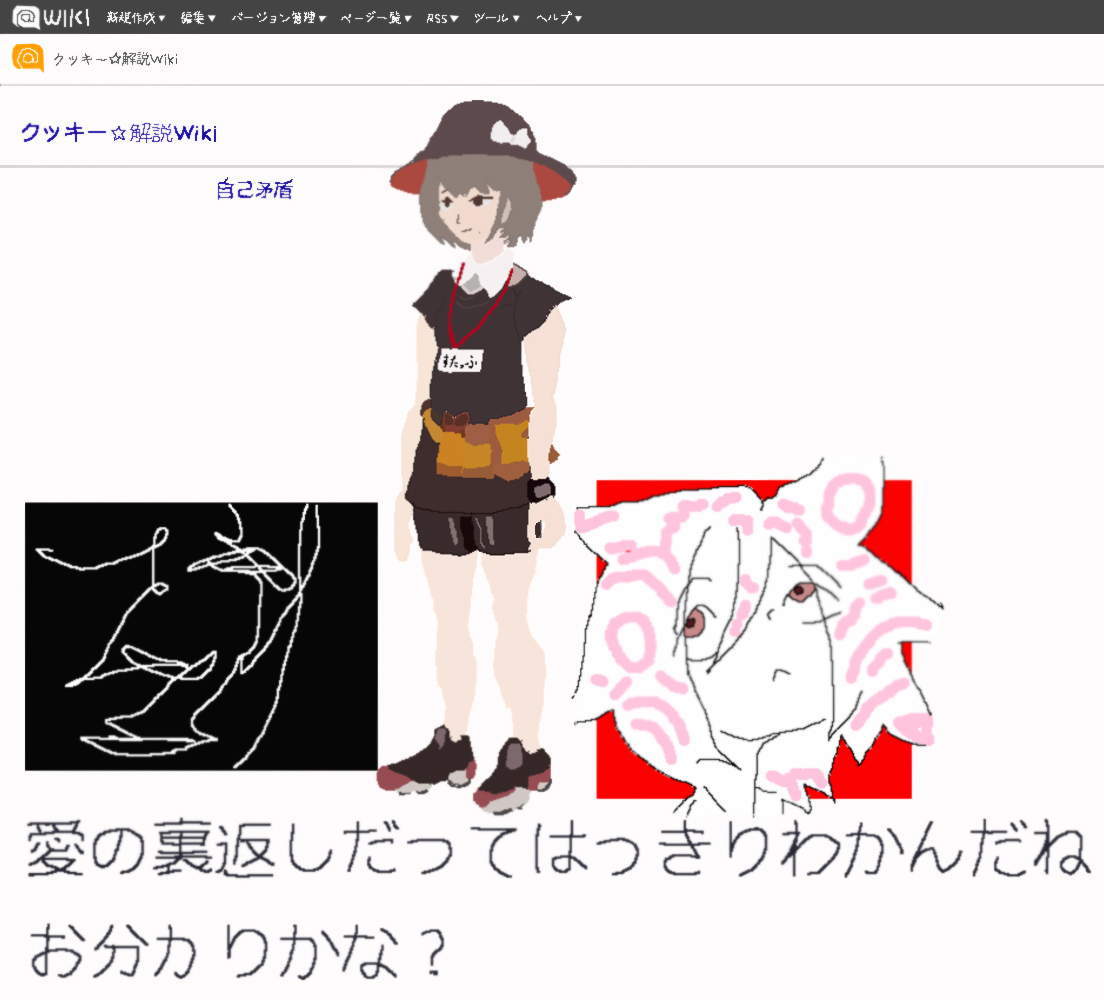 @WIKI 新規作成▼ 編集▼ バージョン管理▼ ページ一覧▼ RSS▼ ツール▼ ヘルプ▼
クッキー☆解説Wiki
クッキー☆解説Wiki
自己矛盾
すたっふ
愛の裏返しだってはっきりわかんだね
お分かりかな?